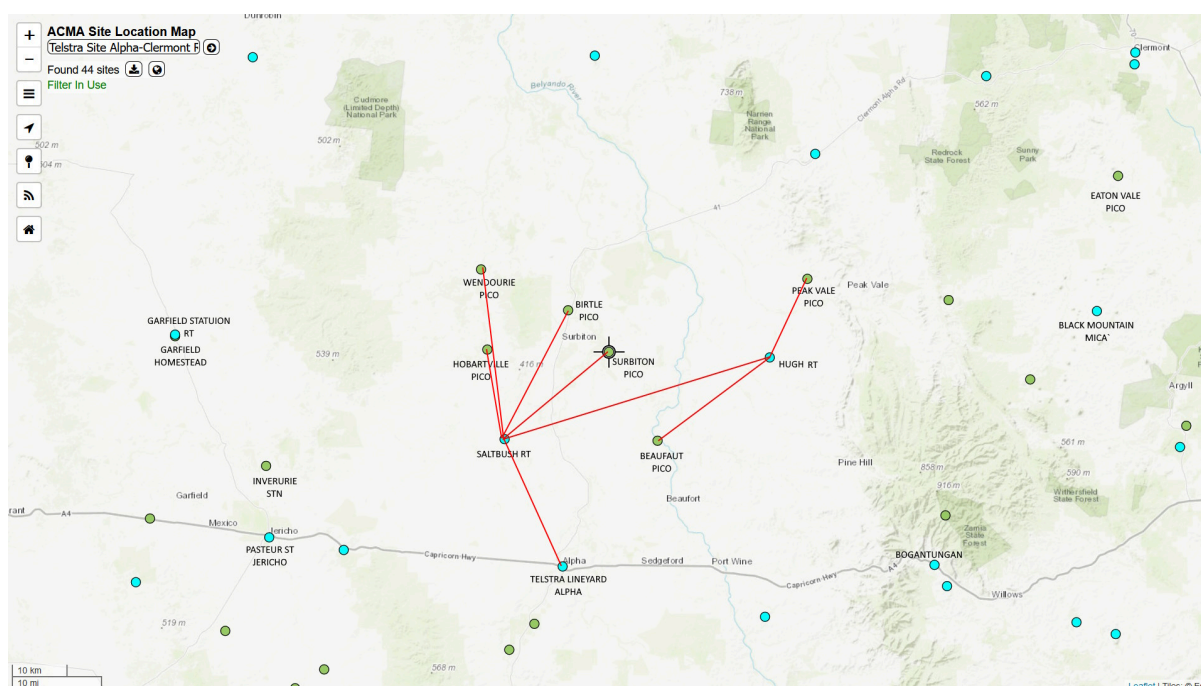 Dunrobin
+
ACMA Site Location Map
Telstra Site Alpha-Clermont
−
Found 44 sites
Filter In Use
Clermont
Belyando River
738 m
Clermont Alpha Rd
562 m
Cudmore
(Limited Depth)
National Park
Narrien
Range
National
Park
502 m
502 m
504 m
Redrock
State Forest
Sunny
Park
EATON VALE
PICO
A1
WENDOURIE
PICO
PEAK VALE
PICO
Peak Vale
BIRTLE
PICO
GARFIELD STATUION
RT
GARFIELD
HOMESTEAD
BLACK MOUNTAIN
MICA`
Surbiton
539 m
HOBARTVILLE
PICO
416 m
SURBITON
PICO
HUGH RT
Argyll
SALTBUSH RT
BEAUFAUT
PICO
561 m
Pine Hill
858 m
590 m
916 m
INVERURIE
STN
Withersfield
State Forest
Garfield
Beaufort
rant
A4
Mexico
Jericho
Zamia
State
Forest
PASTEUR ST
JERICHO
Capricorn Hwy
Alpha
Sedgeford
Port Wine
BOGANTUNGAN
A4
TELSTRA LINEYARD
ALPHA
Capricorn Hwy
Willows
519 m
568 m
10 km
10 mi
Leaflet | Tiles: ©